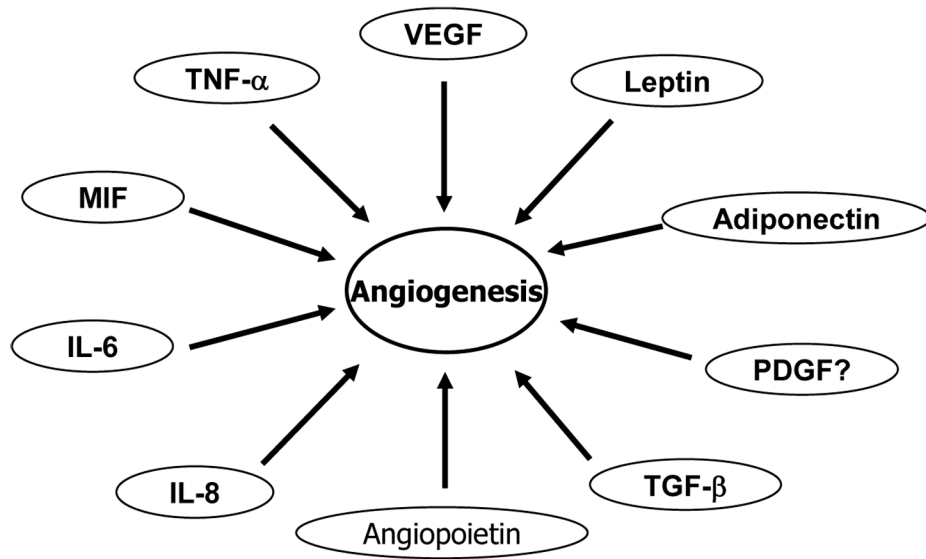 VEGF
TNF-α
Leptin
MIF
Adiponectin
Angiogenesis
IL-6
PDGF?
IL-8
TGF-β
Angiopoietin